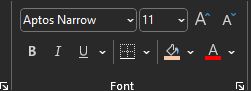 Aptos Narrow 11 A A
B I U A
Font